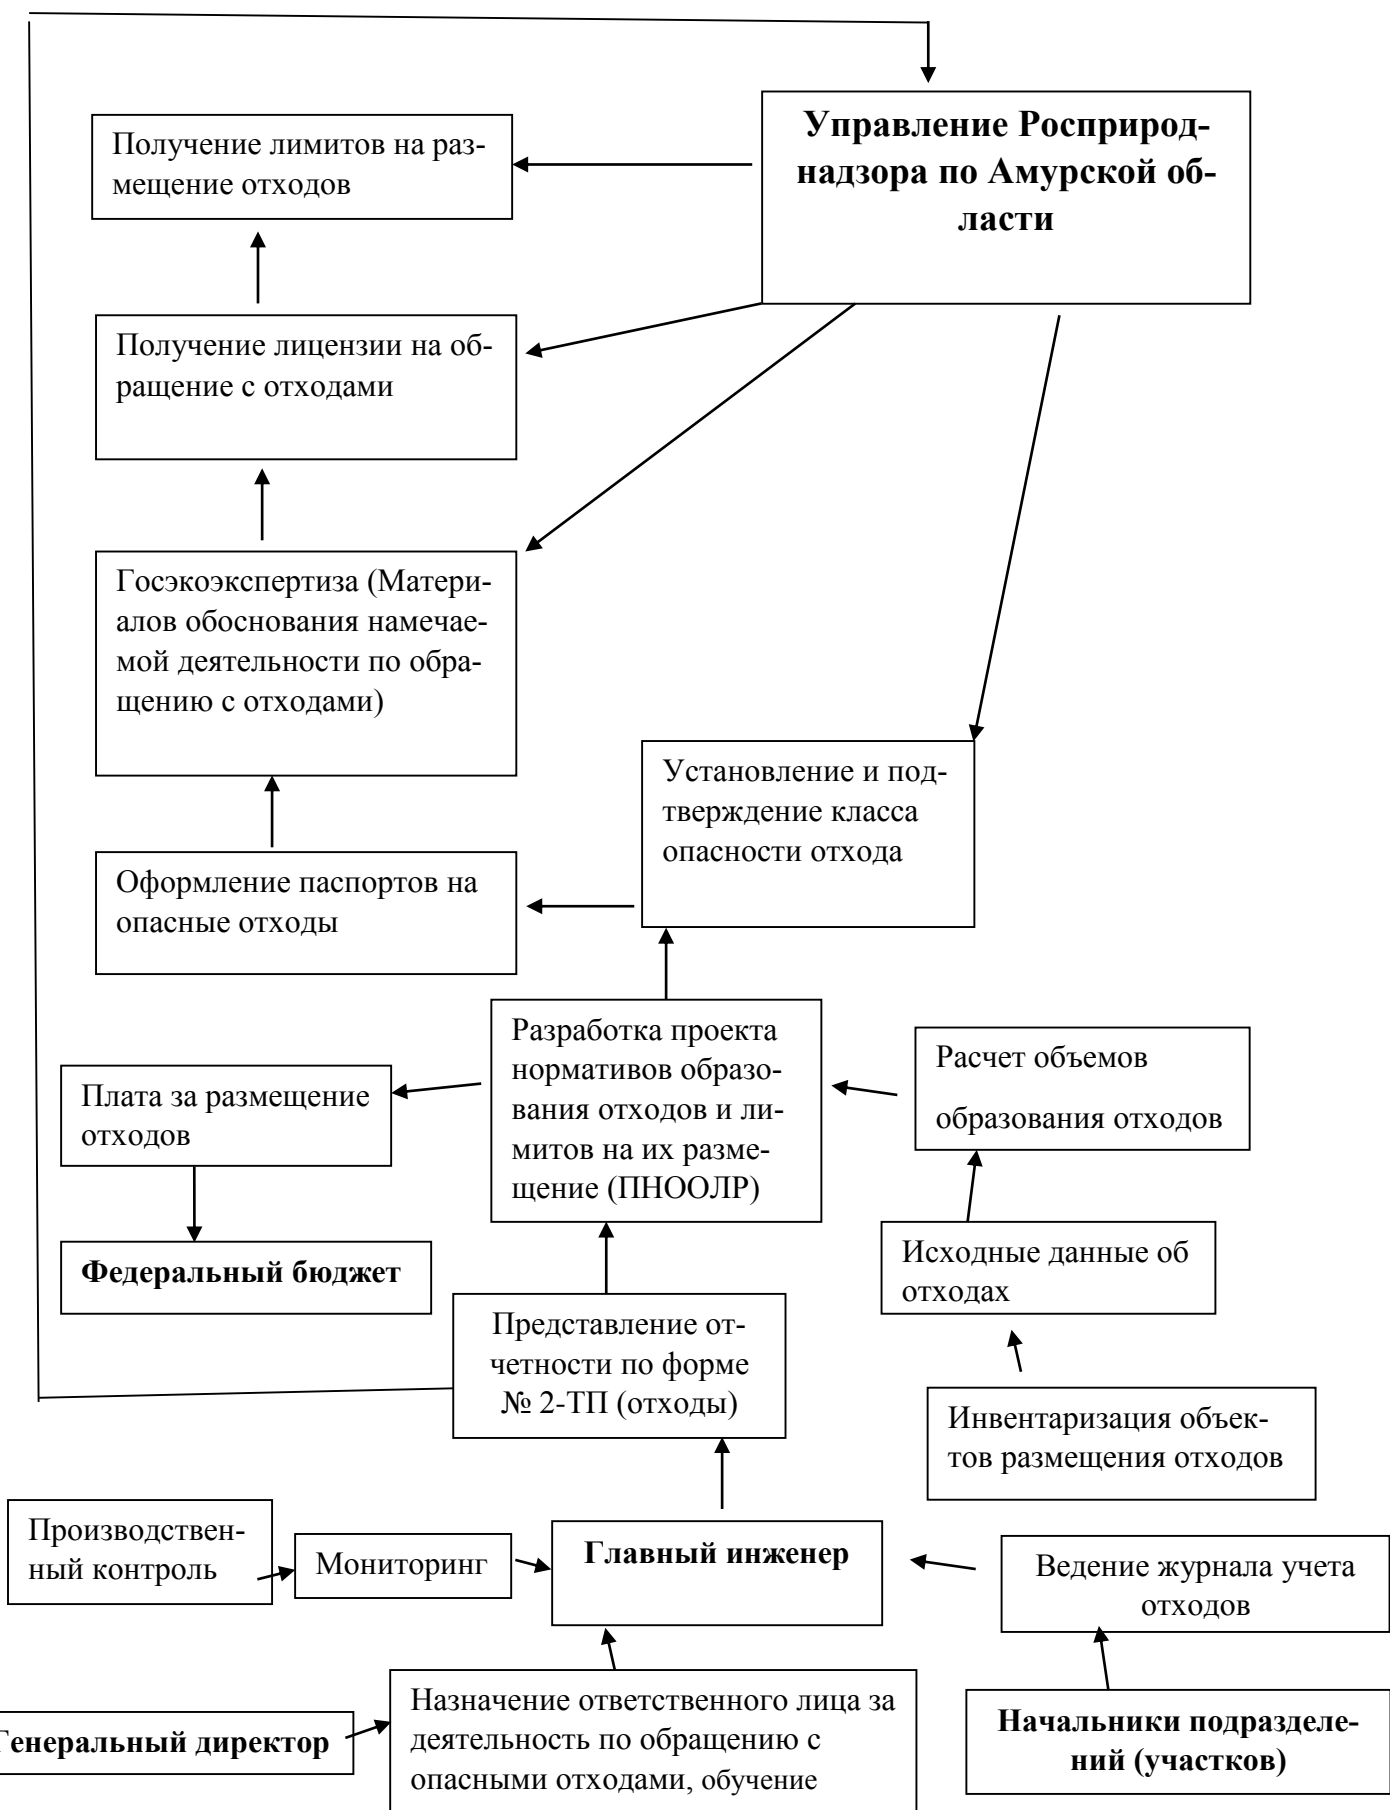 Управление Росприрод-
надзора по Амурской об-
ласти
Получение лимитов на раз-
мещение отходов
Получение лицензии на об-
ращение с отходами
Госэкоэкспертиза (Матери-
алов обоснования намечае-
мой деятельности по обра-
щению с отходами)
Установление и под-
тверждение класса
опасности отхода
Оформление паспортов на
опасные отходы
Разработка проекта
нормативов образо-
вания отходов и ли-
митов на их разме-
щение (ПНООЛР)
Расчет объемов
образования отходов
Плата за размещение
отходов
Федеральный бюджет
Исходные данные об
отходах
Представление от-
четности по форме
№ 2-ТП (отходы)
Инвентаризация объек-
тов размещения отходов
Производствен-
ный контроль
Мониторинг
Главный инженер
Ведение журнала учета
отходов
Генеральный директор
Назначение ответственного лица за
деятельность по обращению с
опасными отходами, обучение
Начальники подразделе-
ний (участков)